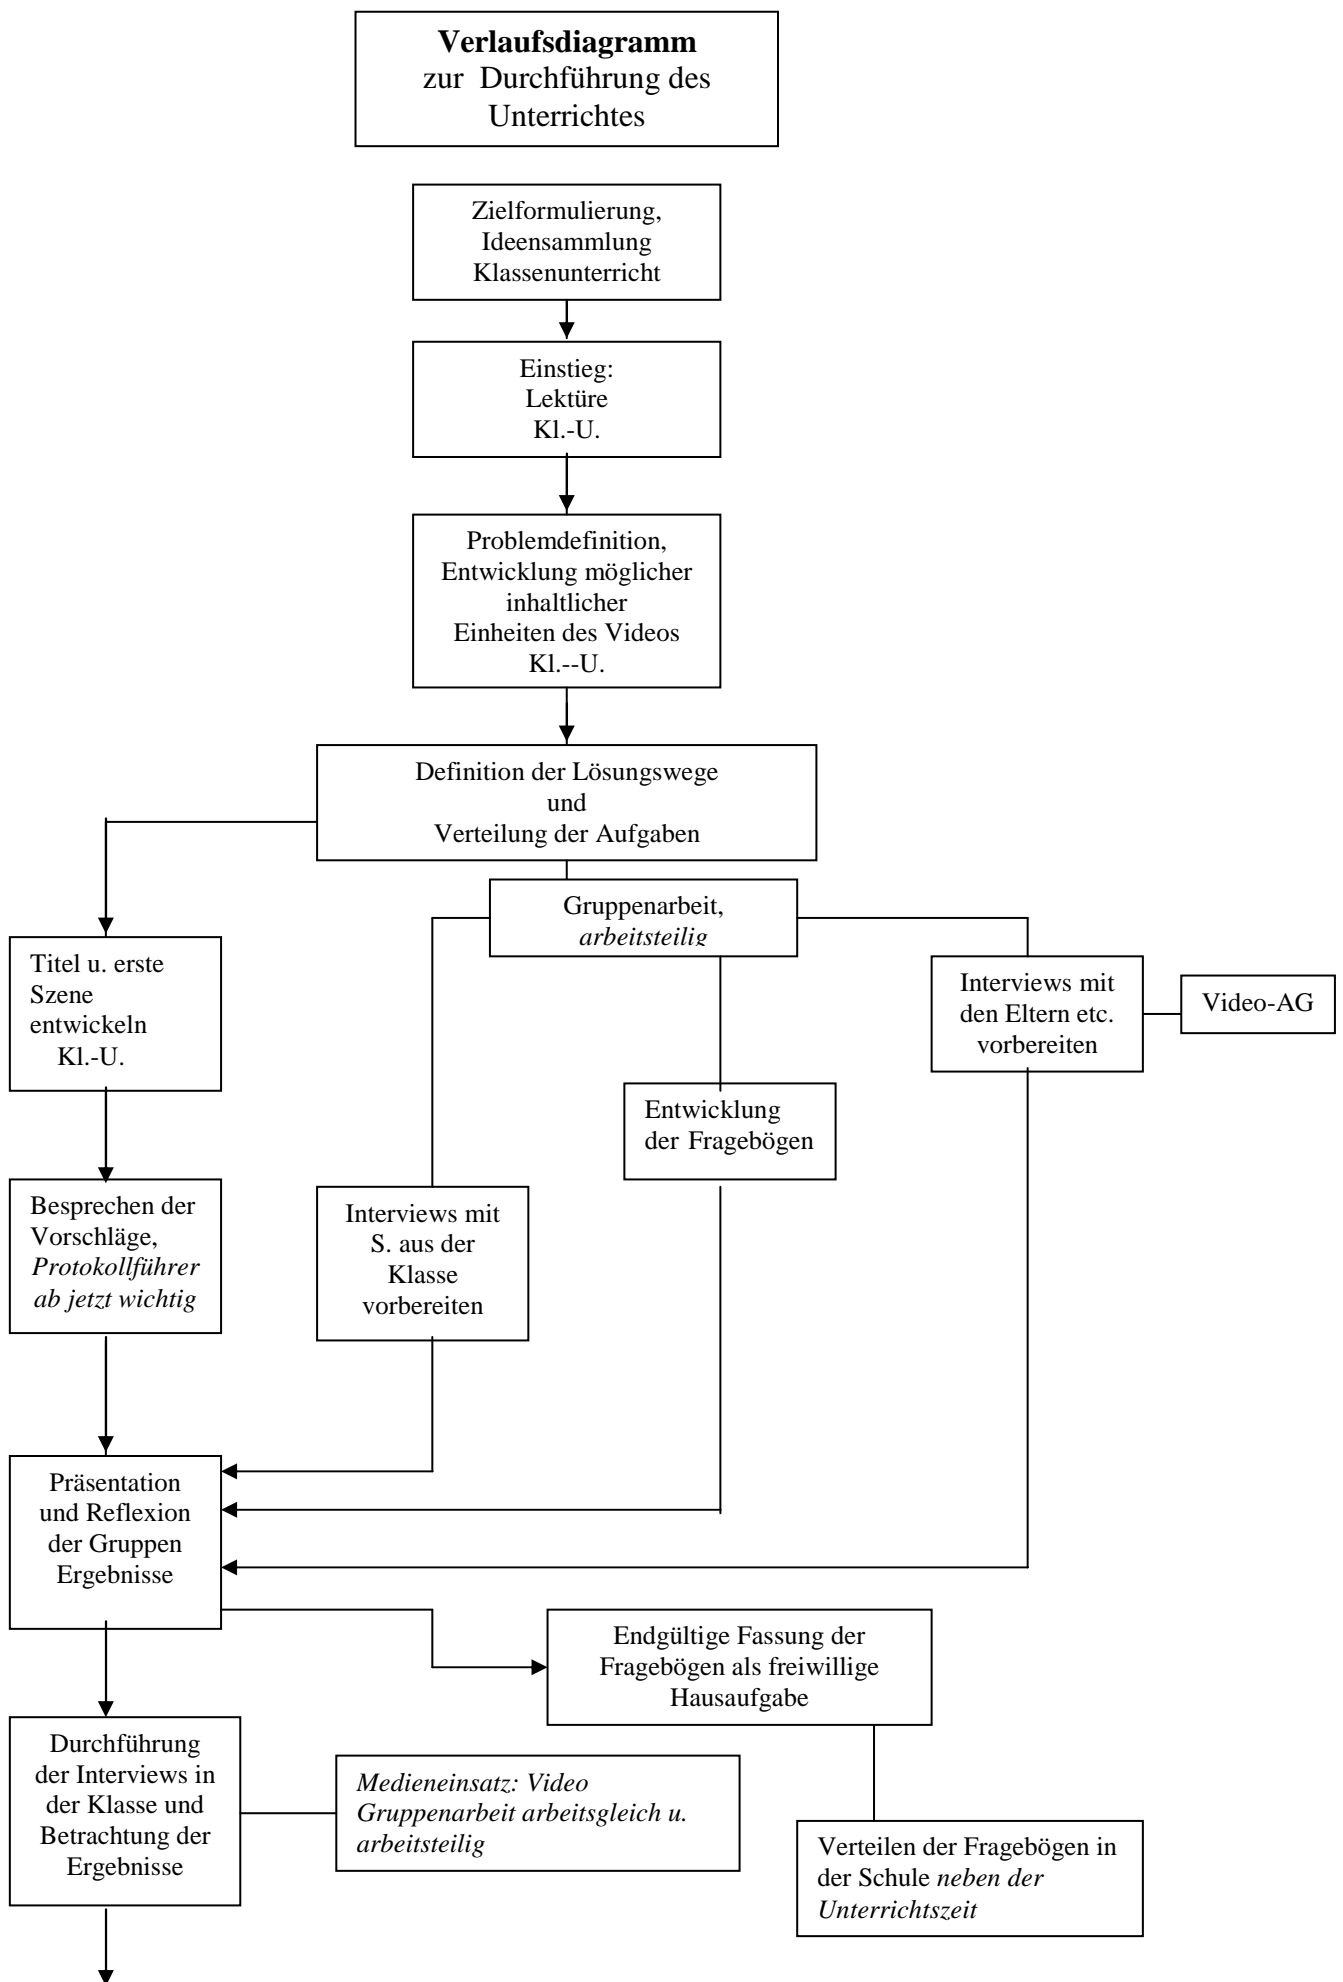 Verlaufsdiagramm
zur Durchführung des
Unterrichtes
Zielformulierung,
Ideensammlung
Klassenunterricht
Einstieg:
Lektüre
Kl.-U.
Problemdefinition,
Entwicklung möglicher
inhaltlicher
Einheiten des Videos
Kl.--U.
Definition der Lösungswege
und
Verteilung der Aufgaben
Gruppenarbeit,
arbeitsteilig
Titel u. erste
Szene
entwickeln
Kl.-U.
Interviews mit
den Eltern etc.
vorbereiten
Video-AG
Entwicklung
der Fragebögen
Besprechen der
Vorschläge,
Protokollführer
ab jetzt wichtig
Interviews mit
S. aus der
Klasse
vorbereiten
Präsentation
und Reflexion
der Gruppen
Ergebnisse
Endgültige Fassung der
Fragebögen als freiwillige
Hausaufgabe
Durchführung
der Interviews in
der Klasse und
Betrachtung der
Ergebnisse
Medieneinsatz: Video
Gruppenarbeit arbeitsgleich u.
arbeitsteilig
Verteilen der Fragebögen in
der Schule neben der
Unterrichtszeit